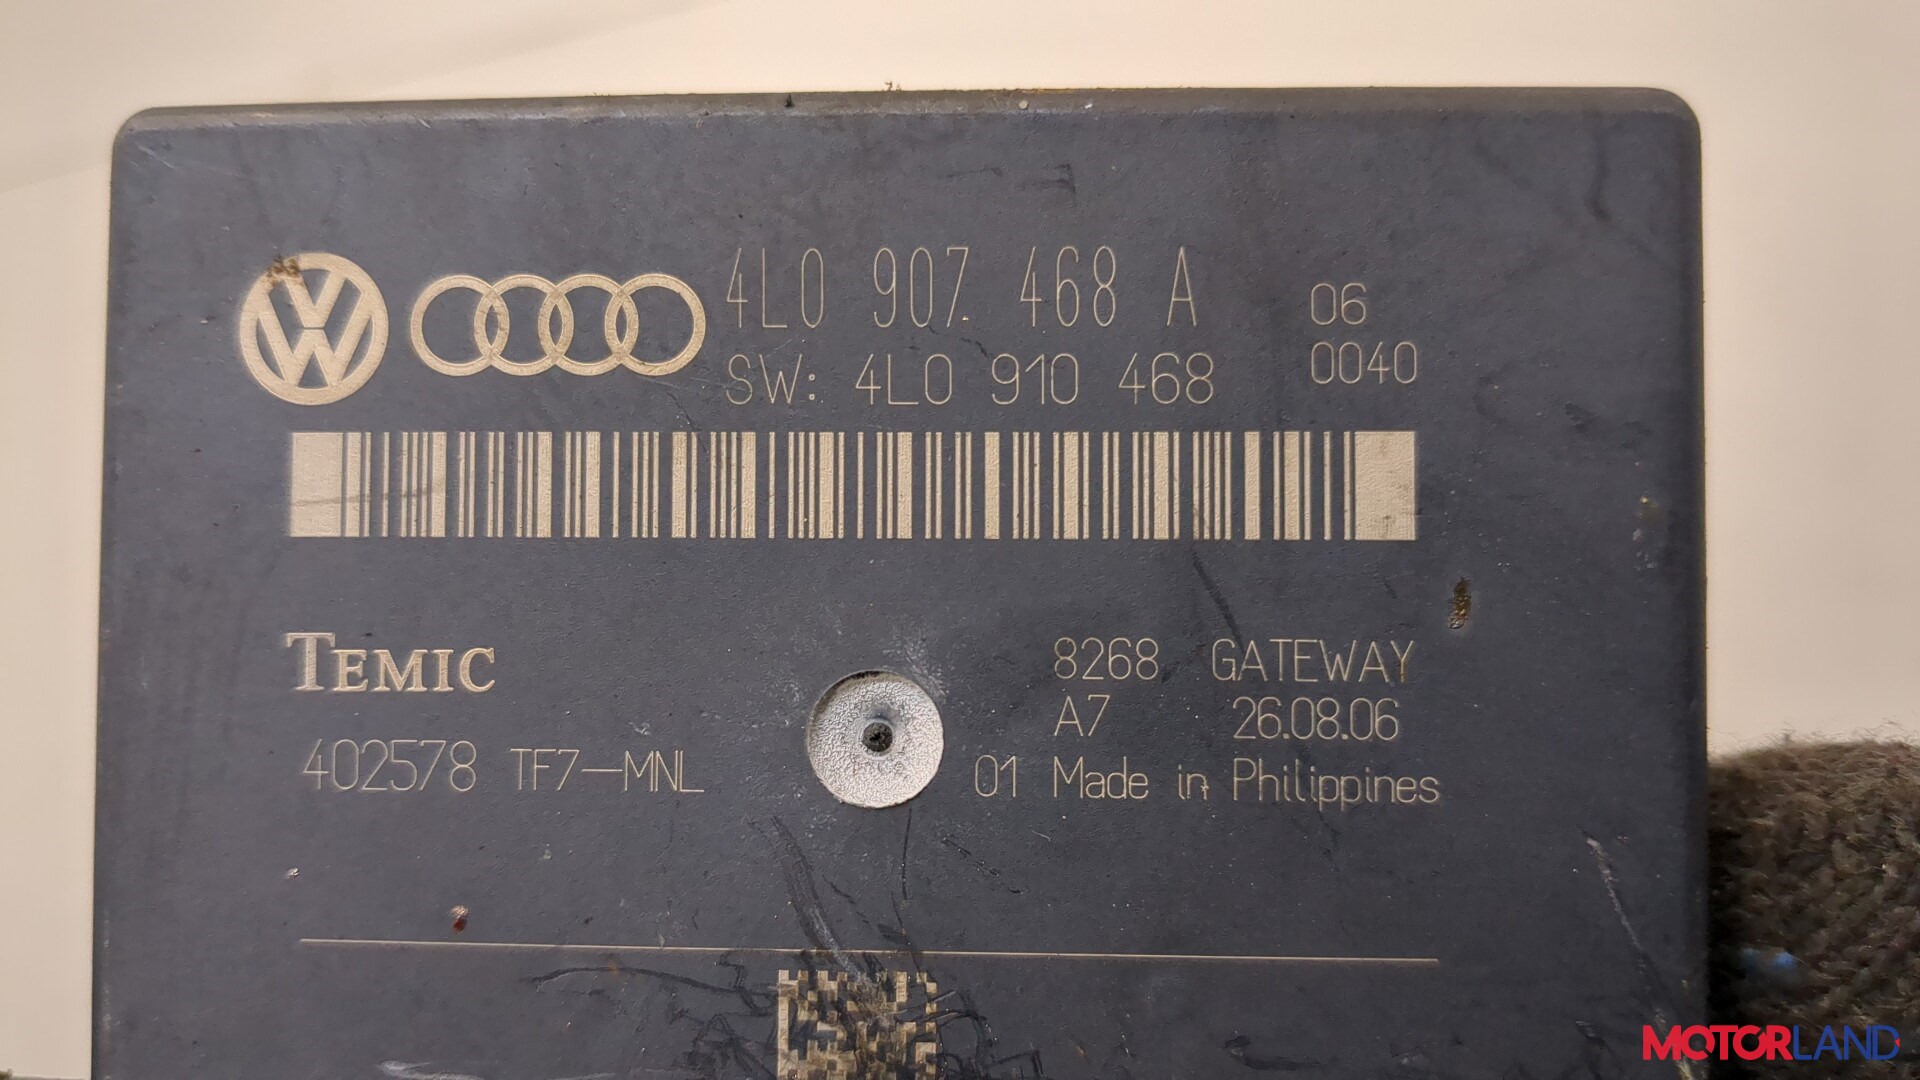 4L0 907 468 A 06
SW: 4L0 910 468 0040
TEMIC 8268 GATEWAY
A7 26.08.06
402578 TF7-MNL 01 Made in Philippines
MOTORLAND